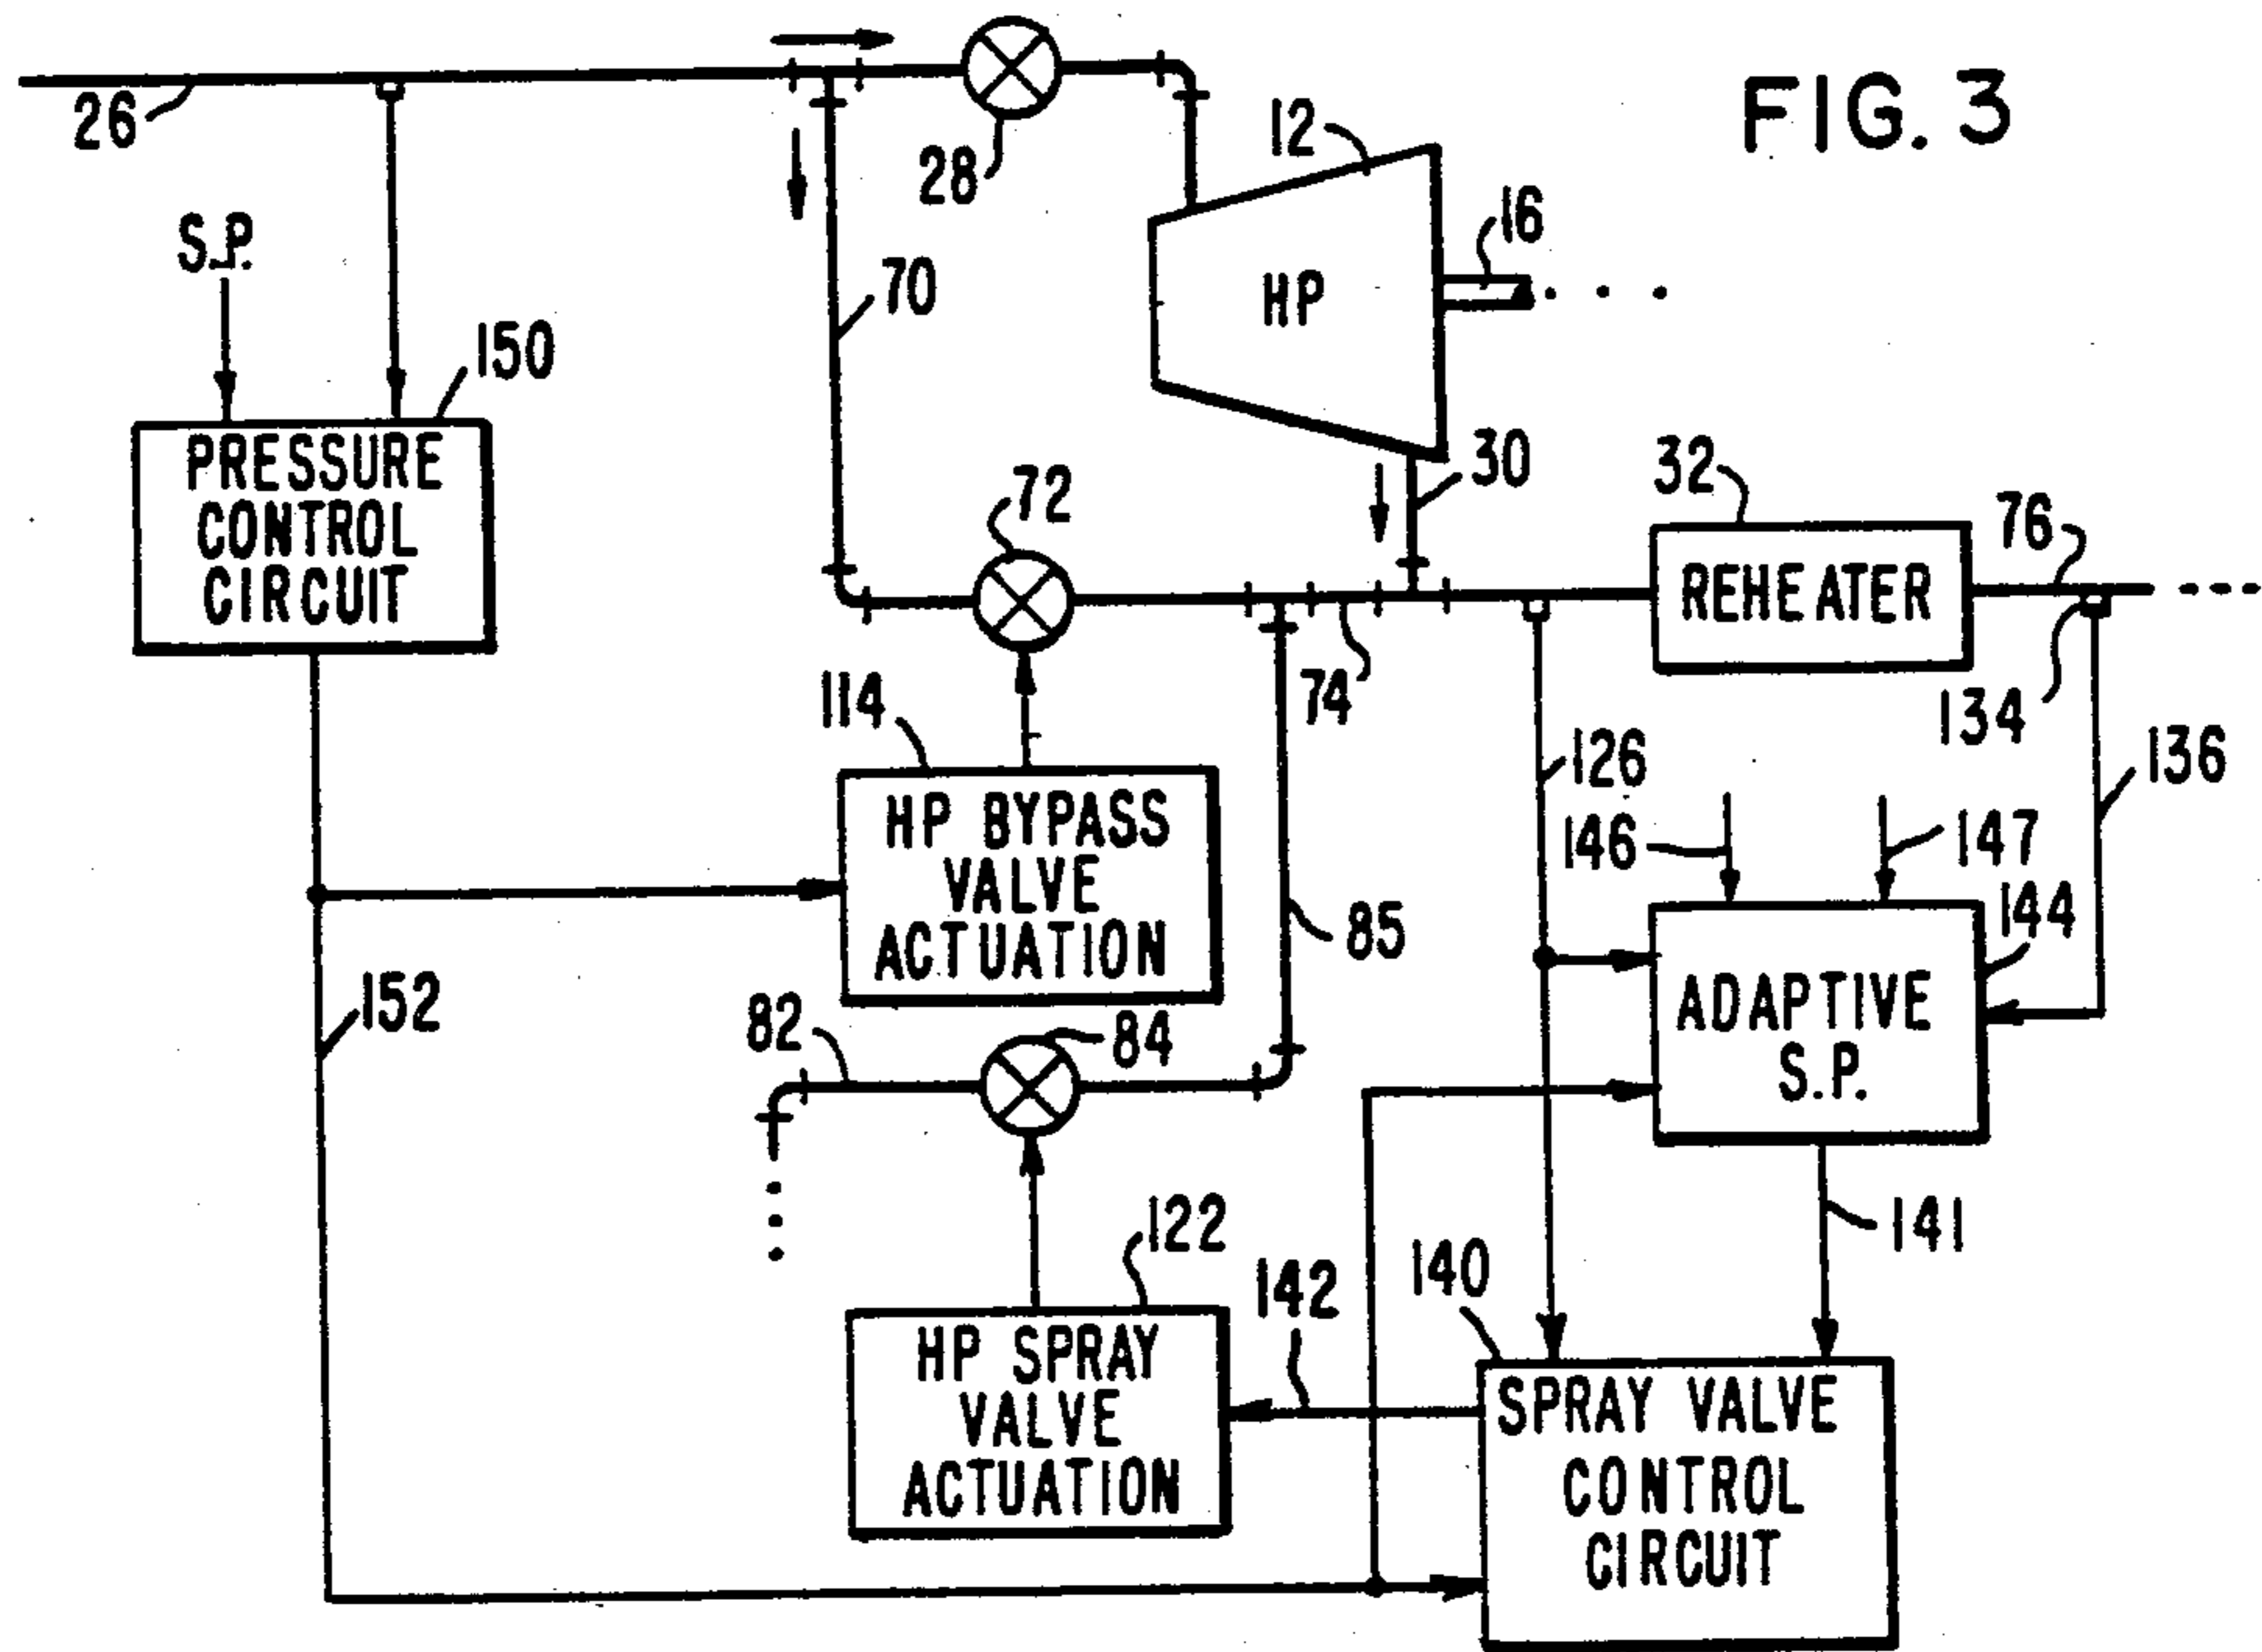 FIG. 3
26
28
12
16
S.P.
70
HP
150
PRESSURE
CONTROL
CIRCUIT
30
32
72
76
REHEATER
114
74
134
126
136
HP BYPASS
VALVE
ACTUATION
146
147
144
85
152
82
84
ADAPTIVE
S.P.
122
142
140
141
HP SPRAY
VALVE
ACTUATION
SPRAY VALVE
CONTROL
CIRCUIT